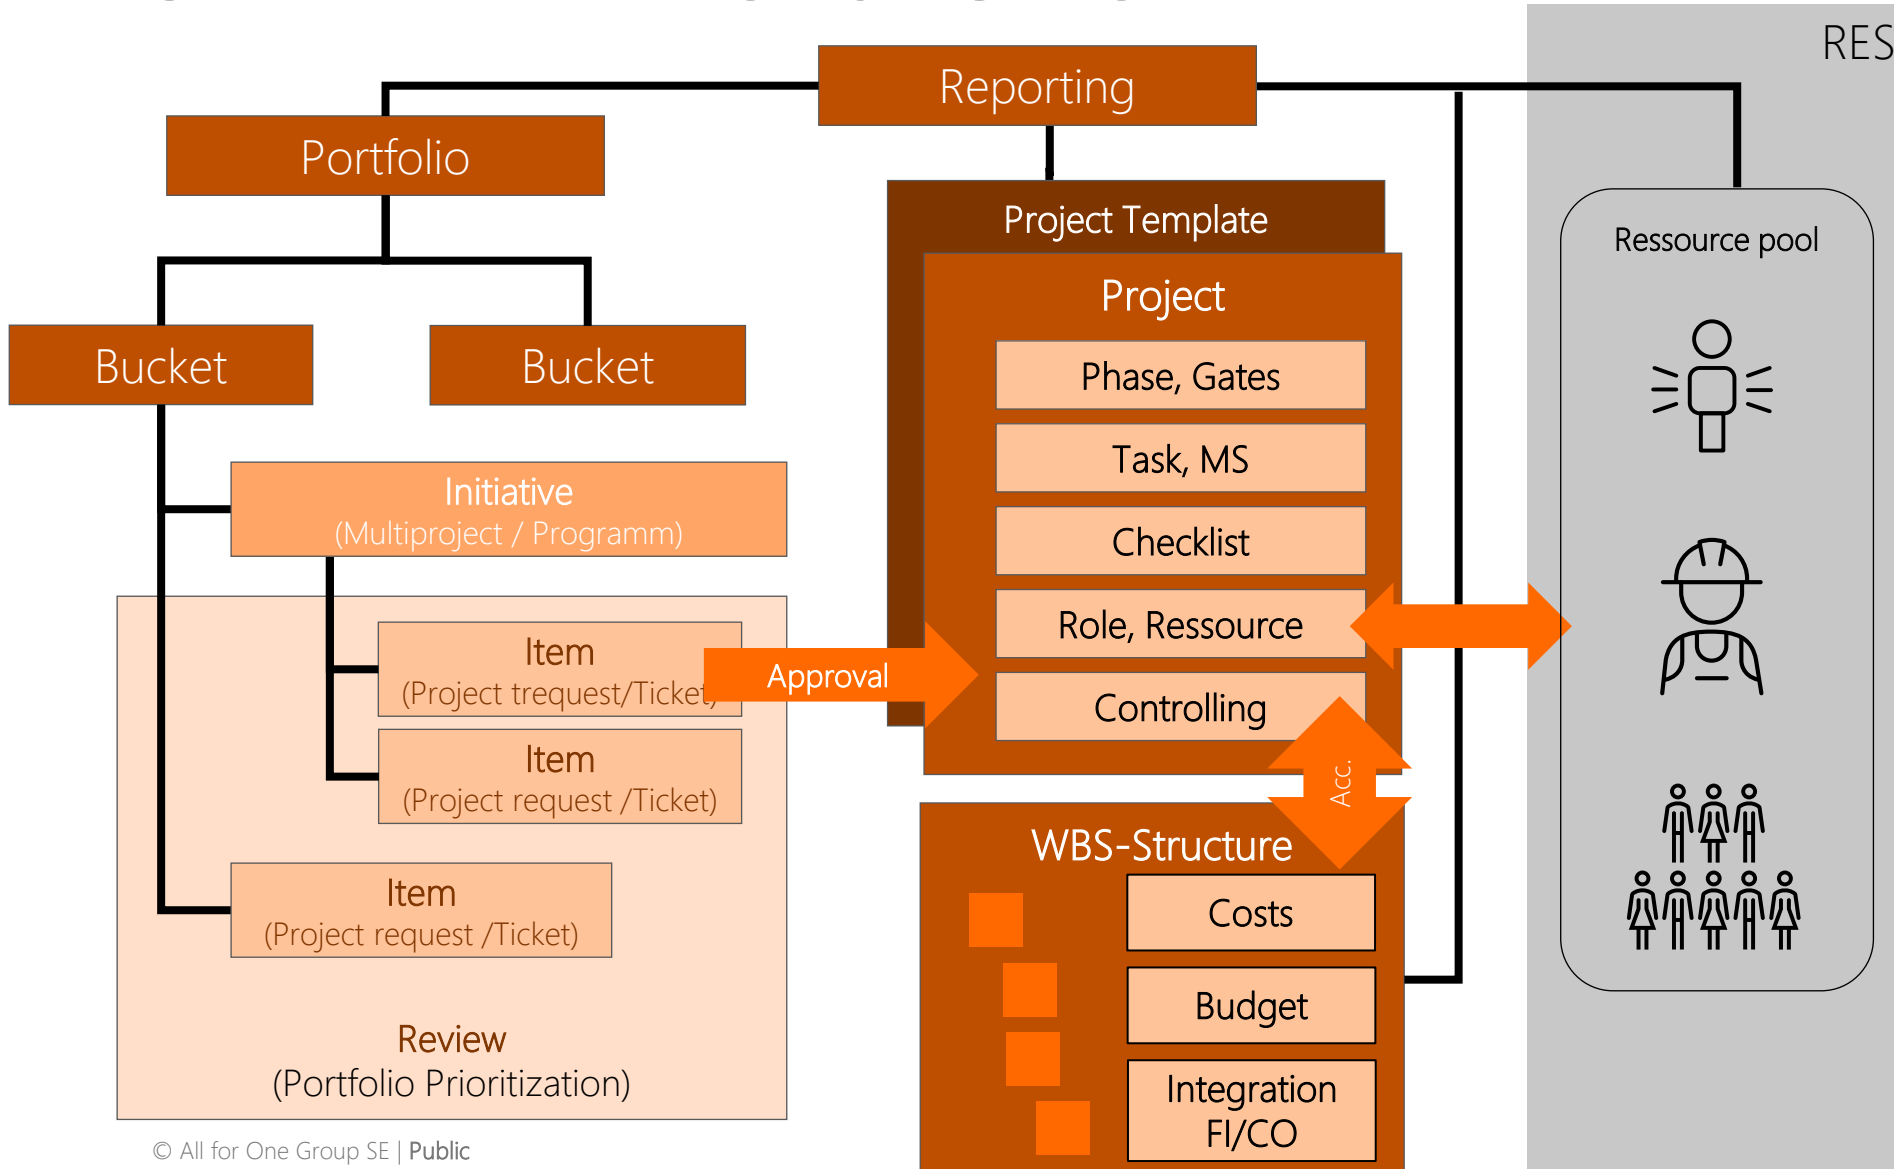 RES
Reporting
Portfolio
Project Template
Ressource pool
Project
Bucket
Bucket
Phase, Gates
Task, MS
Initiative
(Multiproject / Programm)
Checklist
Role, Ressource
Item
(Project trequest/Ticket)
Approval
Controlling
Item
(Project request /Ticket)
Acc.
WBS-Structure
Item
(Project request /Ticket)
Costs
Budget
Review
(Portfolio Prioritization)
Integration
FI/CO
© All for One Group SE | Public